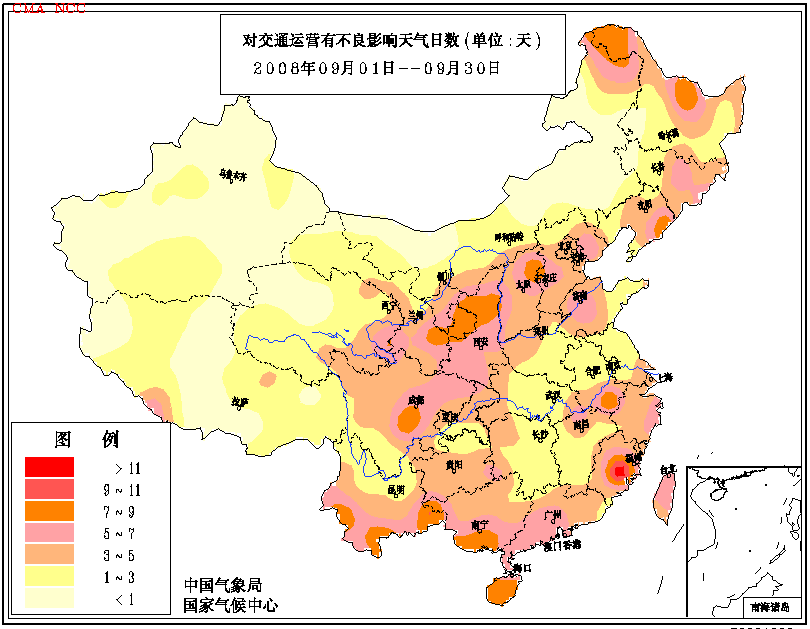 CMA NCC
对交通运营有不良影响天气日数 (单位:天)
2008年09月01日--09月30日
哈尔滨
乌鲁木齐
长春
沈阳
呼和浩特
北京
天津
银川
太原
石家庄
济南
西宁
兰州
郑州
西安
合肥
南京
上海
拉萨
成都
武汉
重庆
南昌
长沙
贵阳
福州
昆明
台北
南宁
广州
澳门香港
海口
图 例
>11
9~11
7~9
5~7
3~5
1~3
<1
中国气象局
国家气候中心
南海诸岛